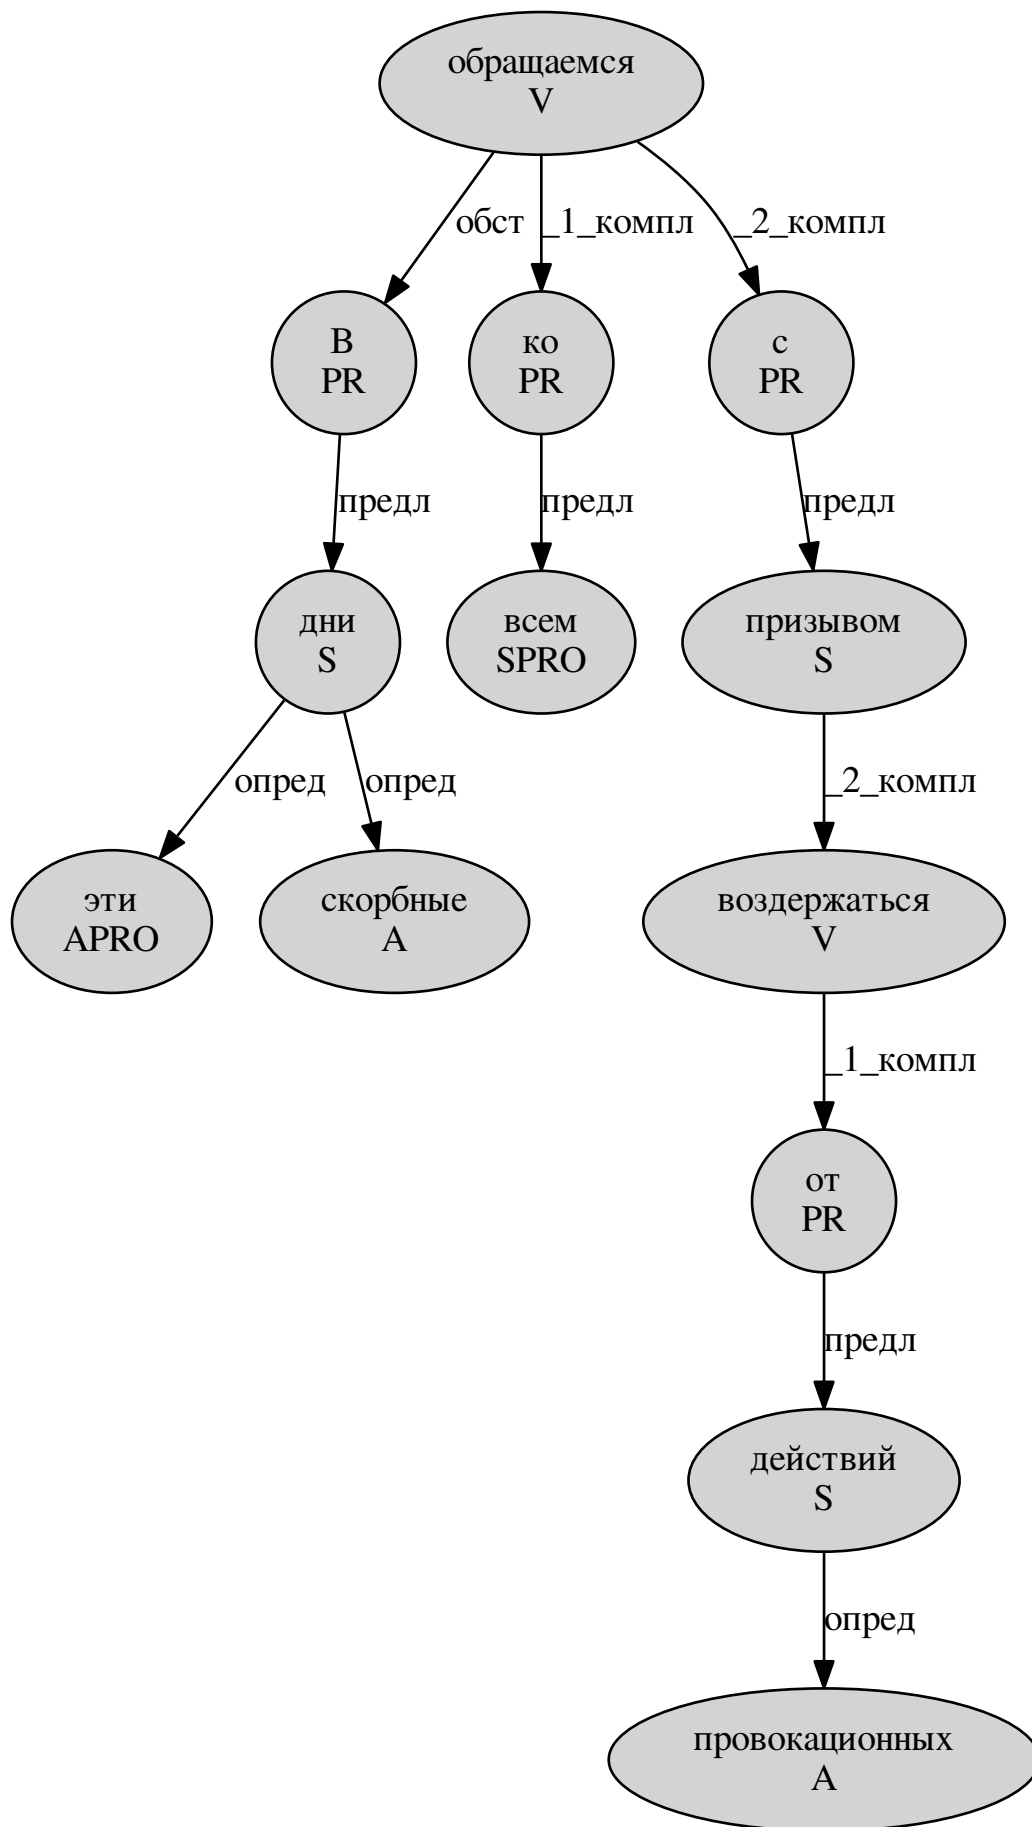 обращаемся
V
обст
_1_компл
_2_компл
В
PR
ко
PR
с
PR
предл
предл
предл
дни
S
всем
SPRO
призывом
S
опред
опред
_2_компл
эти
APRO
скорбные
A
воздержаться
V
_1_компл
от
PR
предл
действий
S
опред
провокационных
A